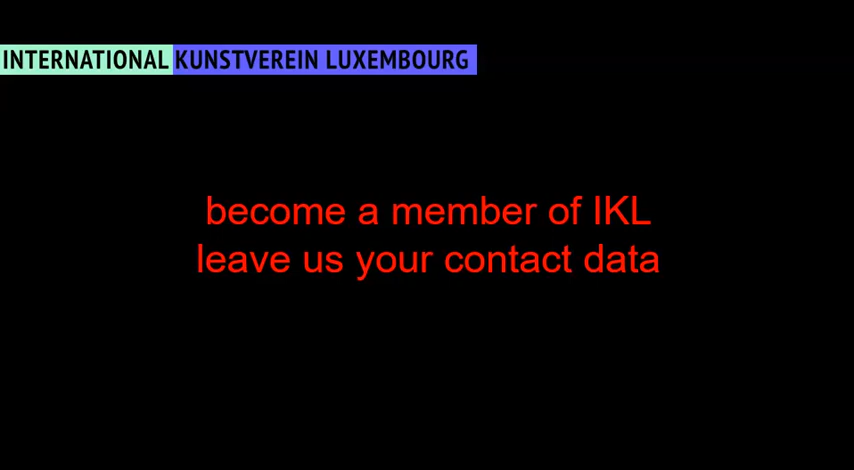 INTERNATIONAL KUNSTVEREIN LUXEMBOURG
become a member of IKL
leave us your contact data